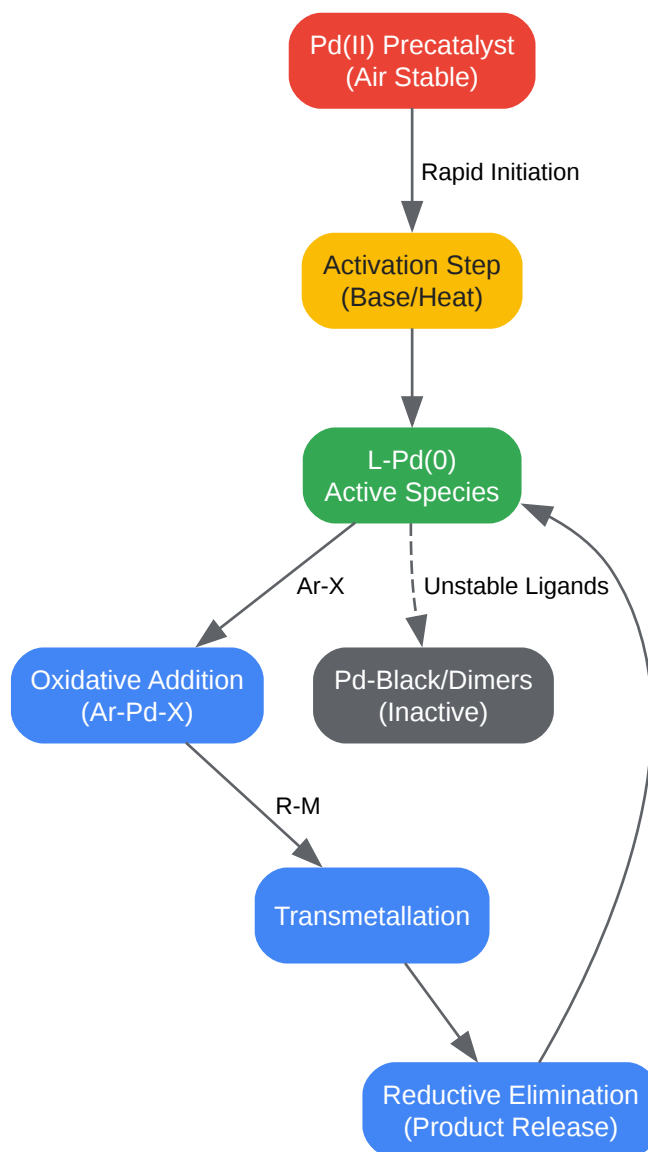 Pd(II) Precatalyst
(Air Stable)
Rapid Initiation
Activation Step
(Base/Heat)
L-Pd(0)
Active Species
Ar-X
Unstable Ligands
Oxidative Addition
(Ar-Pd-X)
Pd-Black/Dimers
(Inactive)
R-M
Transmetallation
Reductive Elimination
(Product Release)